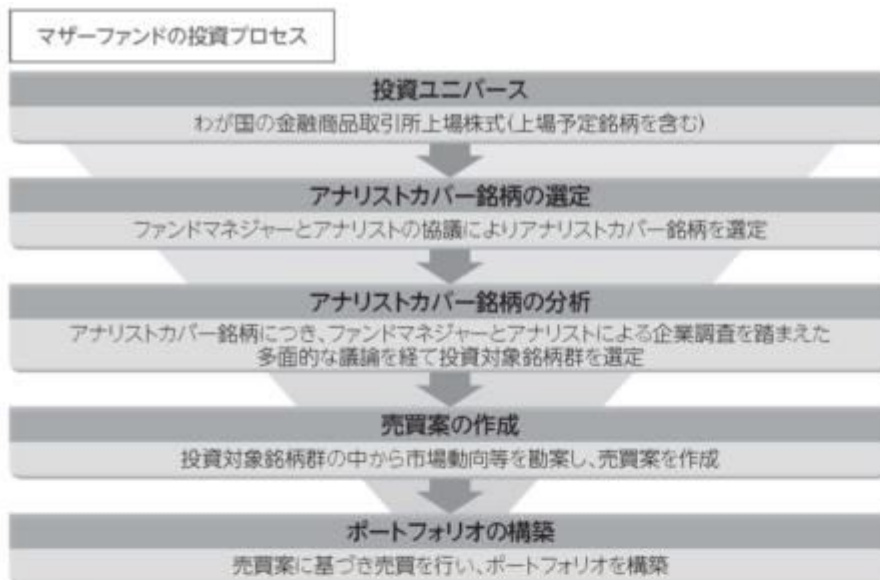 マザーファンドの投資プロセス
投資ユニバース
わが国の金融商品取引所上場株式(上場予定銘柄を含む)
アナリストカバー銘柄の選定
ファンドマネジャーとアナリストの協議によりアナリストカバー銘柄を選定
アナリストカバー銘柄の分析
アナリストカバー銘柄につき、ファンドマネジャーとアナリストによる企業調査を踏まえた
多面的な議論を経て投資対象銘柄群を選定
売買案の作成
投資対象銘柄群の中から市場動向等を勘案し、売買案を作成
ポートフォリオの構築
売買案に基づき売買を行い、ポートフォリオを構築